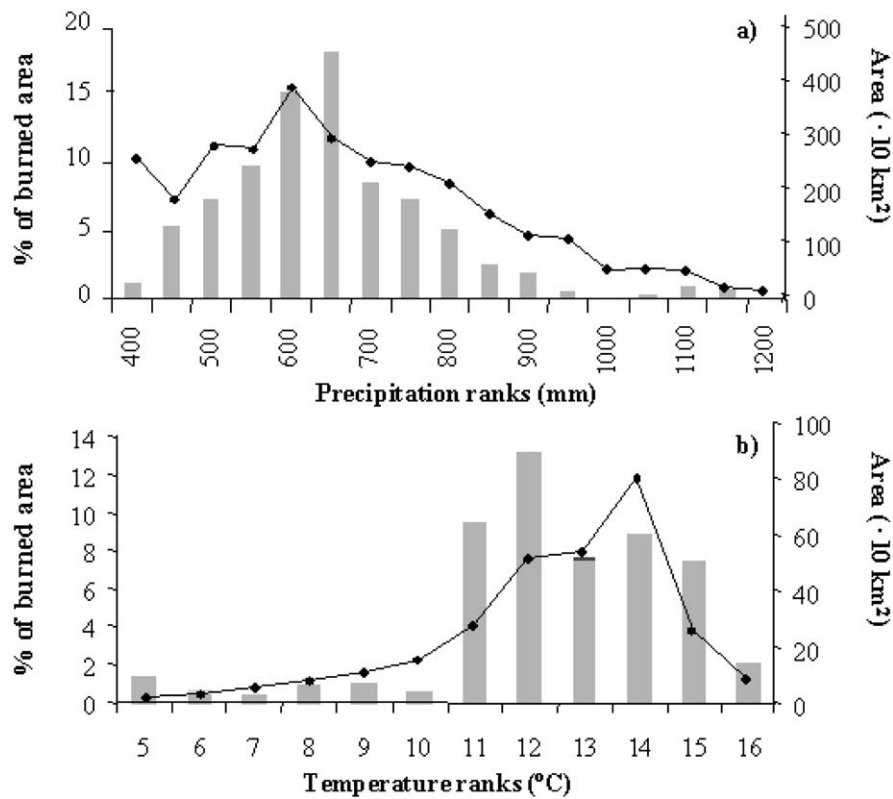 a)
% of burned area
20
15
10
5
0
Area (· 10 km²)
500
400
300
200
100
0
400 500 600 700 800 900 1000 1100 1200
Precipitation ranks (mm)
b)
% of burned area
14
12
10
8
6
4
2
0
Area (· 10 km²)
100
80
60
40
20
0
5 6 7 8 9 10 11 12 13 14 15 16
Temperature ranks (ºC)